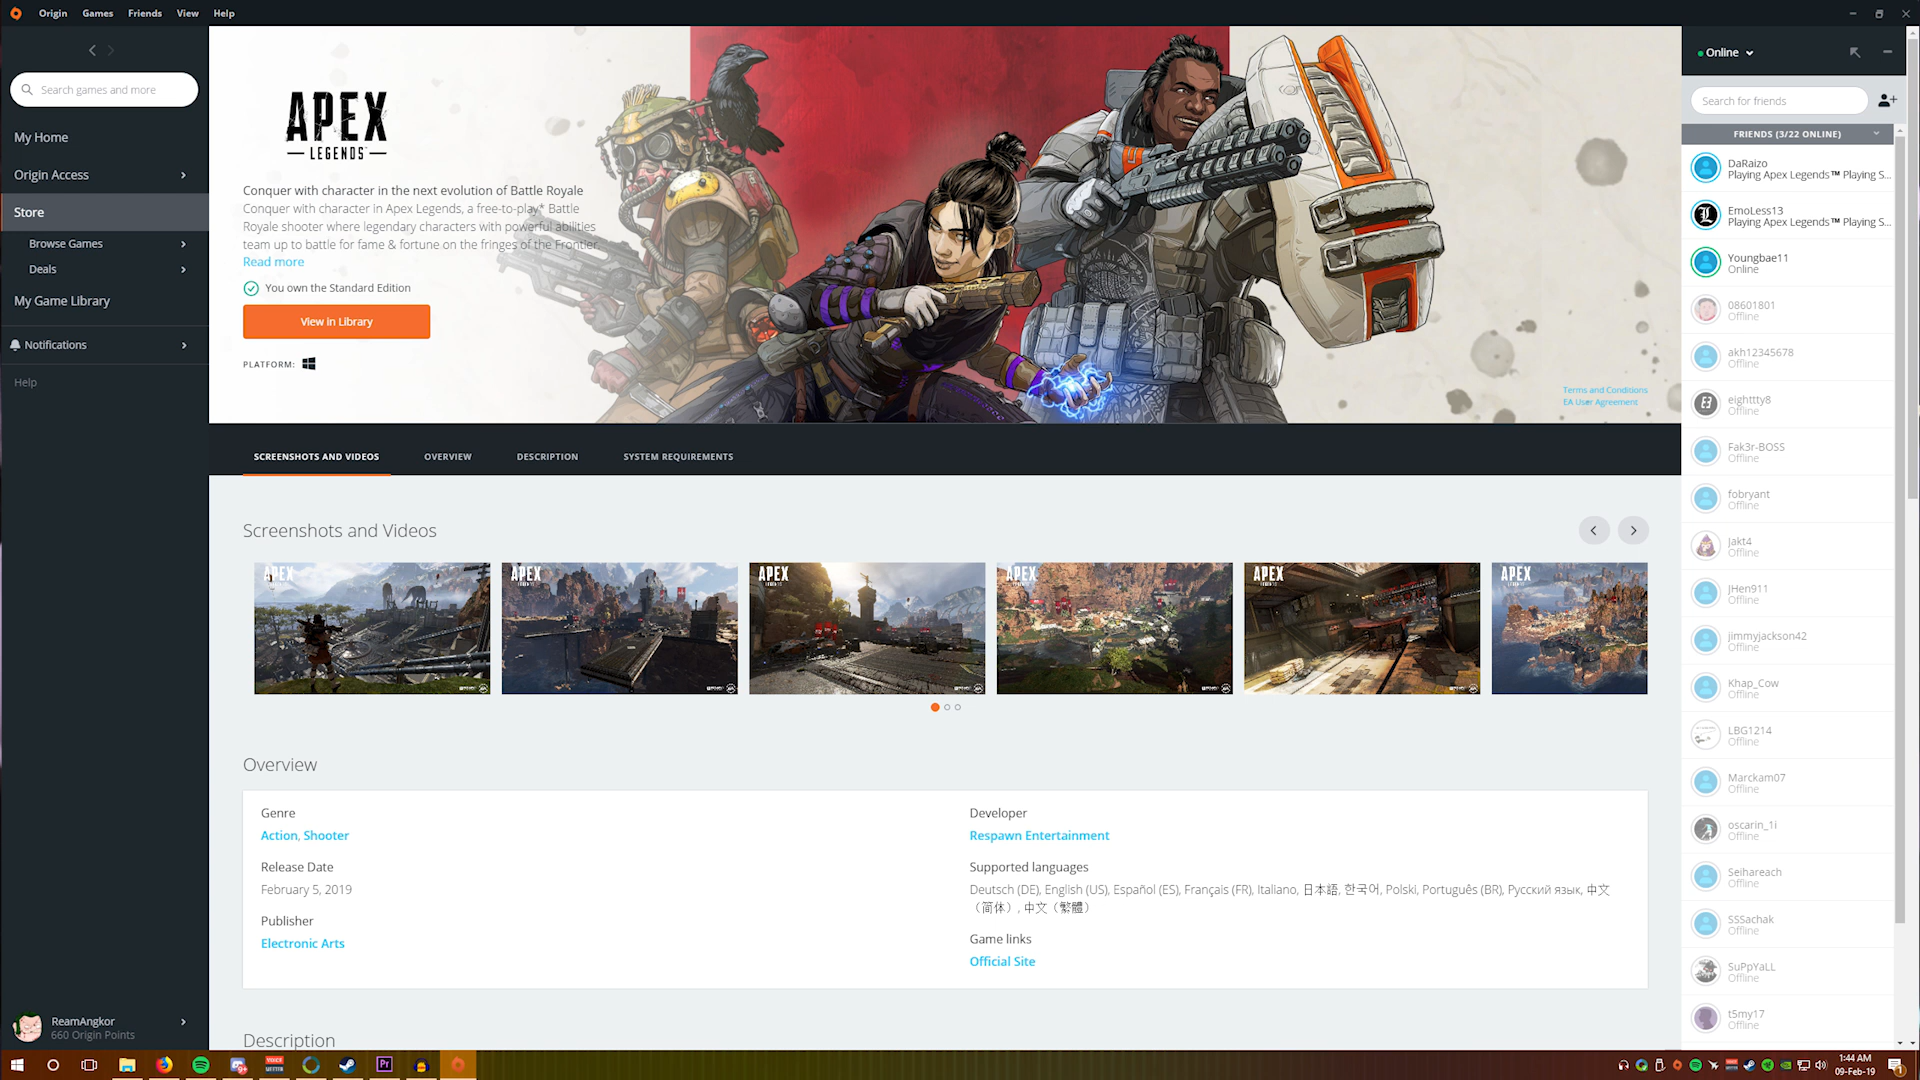 Origin
Games
Friends
View
Help
Search games and more
My Home
Origin Access
Store
Browse Games
Deals
My Game Library
Notifications
Help
ReamAngkor
660 Origin Points
APEX
LEGENDS
Conquer with character in the next evolution of Battle Royale
Conquer with character in Apex Legends, a free-to-play* Battle
Royale shooter where legendary characters with powerful abilities
team up to battle for fame & fortune on the fringes of the Frontier.
Read more
You own the Standard Edition
View in Library
PLATFORM:
Terms and Conditions
EA User Agreement
SCREENSHOTS AND VIDEOS
OVERVIEW
DESCRIPTION
SYSTEM REQUIREMENTS
Screenshots and Videos
APEX
APEX
APEX
APEX
APEX
APEX
Overview
Genre
Action, Shooter
Release Date
February 5, 2019
Publisher
Electronic Arts
Developer
Respawn Entertainment
Supported languages
Deutsch (DE), English (US), Español (ES), Français (FR), Italiano, 日本語, 한국어, Polski, Português (BR), Русский язык, 中文
（简体）, 中文（繁體）
Game links
Official Site
Description
Online
Search for friends
FRIENDS (3/22 ONLINE)
DaRaizo
Playing Apex Legends™ Playing S...
EmoLess13
Playing Apex Legends™ Playing S...
Youngbae11
Online
08601801
Offline
akh12345678
Offline
eighttty8
Offline
Fak3r-BOSS
Offline
fobryant
Offline
Jakt4
Offline
JHen911
Offline
jimmyjackson42
Offline
Khap_Cow
Offline
LBG1214
Offline
Marckam07
Offline
oscarin_1i
Offline
Seihareach
Offline
SSSachak
Offline
SuPpYaLL
Offline
t5my17
Offline
Pr
1:44 AM
09-Feb-19